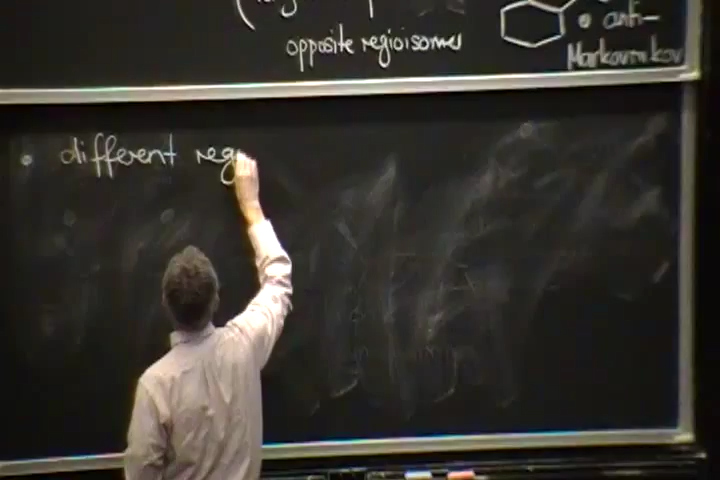 opposite regioisomer
• anti-
Markovnikov
• different reg